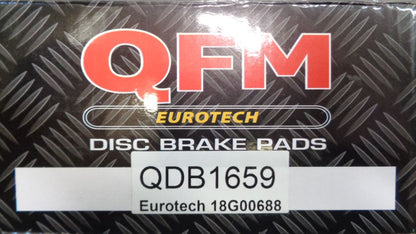 QFM
EUROTECH
DISC BRAKE PADS
QDB1659
Eurotech 18G00688